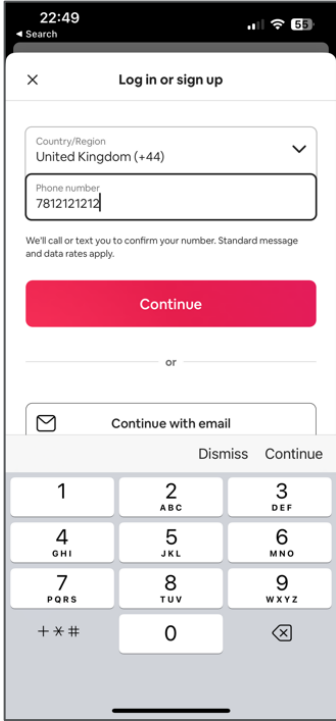 22:49
55
◀ Search
Log in or sign up
Country/Region
United Kingdom (+44)
Phone number
7812121212
We'll call or text you to confirm your number. Standard message
and data rates apply.
Continue
or
Continue with email
Dismiss Continue
1 2 3
ABC DEF
4 5 6
GHI JKL MNO
7 8 9
PQRS TUV WXYZ
+*# 0